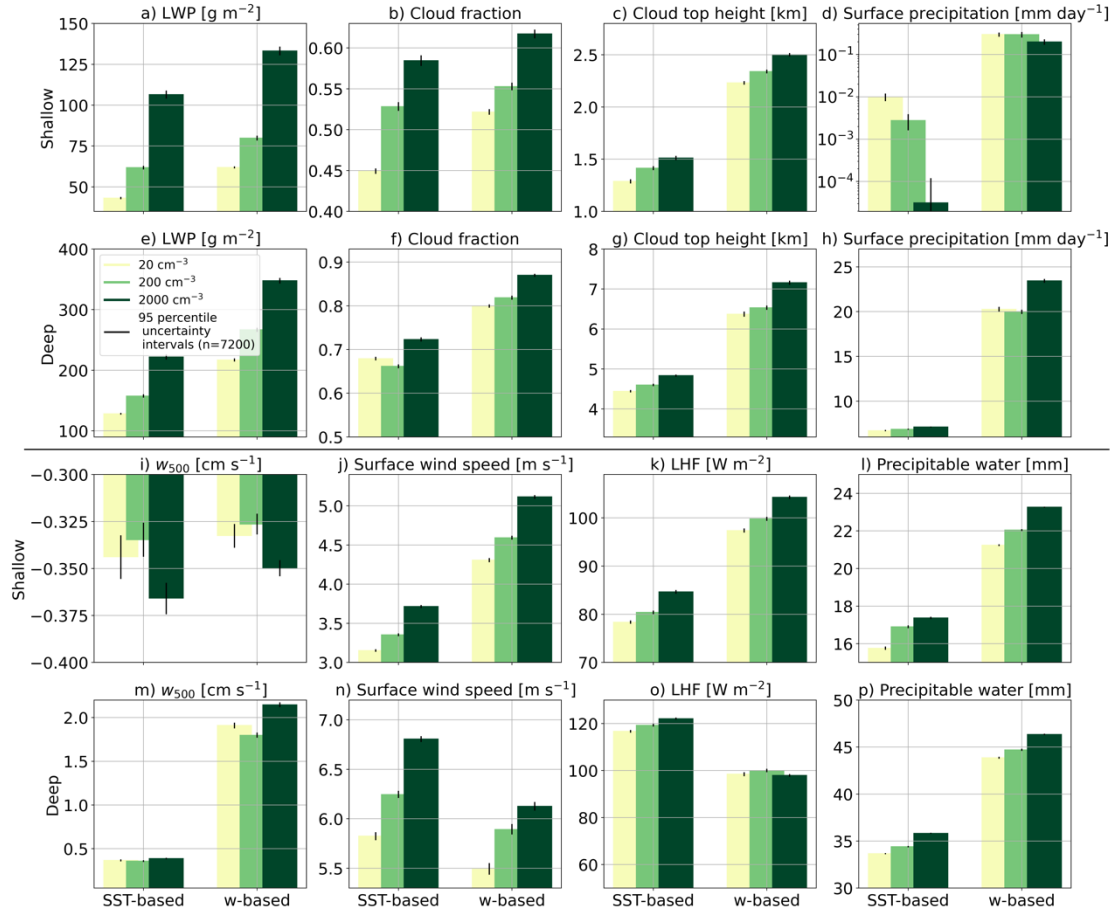 a) LWP [g m⁻²]
b) Cloud fraction
c) Cloud top height [km]
d) Surface precipitation [mm day⁻¹]
Shallow
150
125
100
75
50
0.60
0.55
0.50
0.45
0.40
3.0
2.5
2.0
1.5
1.0
10⁻¹
10⁻²
10⁻³
10⁻⁴
e) LWP [g m⁻²]
f) Cloud fraction
g) Cloud top height [km]
h) Surface precipitation [mm day⁻¹]
Deep
400
300
200
100
20 cm⁻³
200 cm⁻³
2000 cm⁻³
95 percentile
uncertainty
intervals (n=7200)
0.9
0.8
0.7
0.6
0.5
8
7
6
5
4
25
20
15
10
i) w₅₀₀ [cm s⁻¹]
j) Surface wind speed [m s⁻¹]
k) LHF [W m⁻²]
l) Precipitable water [mm]
Shallow
−0.300
−0.325
−0.350
−0.375
−0.400
5.0
4.5
4.0
3.5
3.0
100
90
80
70
24
22
20
18
16
m) w₅₀₀ [cm s⁻¹]
n) Surface wind speed [m s⁻¹]
o) LHF [W m⁻²]
p) Precipitable water [mm]
Deep
2.0
1.5
1.0
0.5
7.0
6.5
6.0
5.5
120
100
80
60
50
45
40
35
30
SST-based w-based
SST-based w-based
SST-based w-based
SST-based w-based